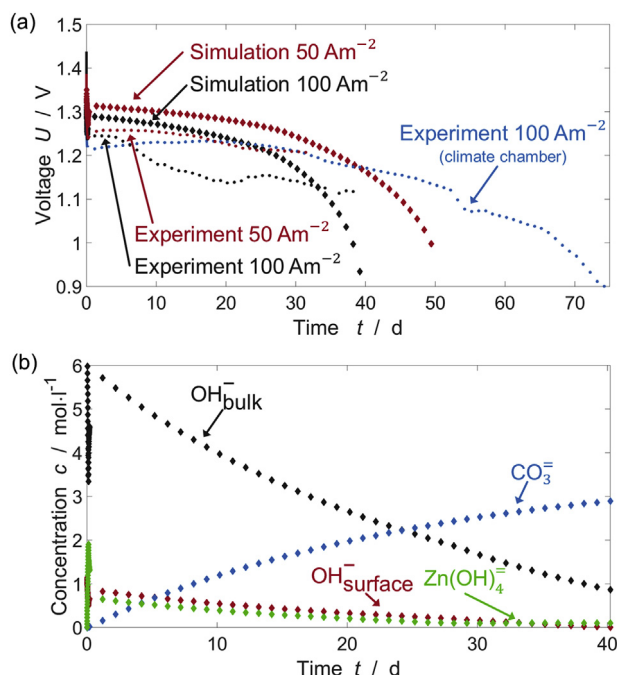 (a)
1.5
1.4
1.3
1.2
1.1
1
0.9
Voltage U / V
Simulation 50 Am⁻²
Simulation 100 Am⁻²
Experiment 100 Am⁻²
(climate chamber)
Experiment 50 Am⁻²
Experiment 100 Am⁻²
0 10 20 30 40 50 60 70
Time t / d
(b)
6
5
4
3
2
1
0
Concentration c / mol·l⁻¹
OH⁻bulk
CO₃⁼
OH⁻surface
Zn(OH)₄⁼
0 10 20 30 40
Time t / d